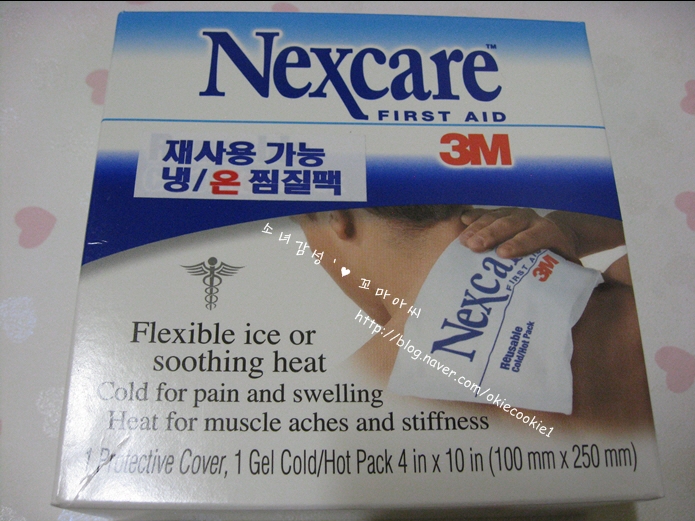 Nexcare™
FIRST AID
재사용 가능
냉/온 찜질팩
3M
소녀감성 '♥ 꼬마아씨
http://blog.naver.com/okiecookie1
Nexca
FIRST AI
3M
Reusable
Cold/Hot Pack
Flexible ice or
soothing heat
Cold for pain and swelling
Heat for muscle aches and stiffness
1 Protective Cover, 1 Gel Cold/Hot Pack 4 in x 10 in (100 mm x 250 mm)